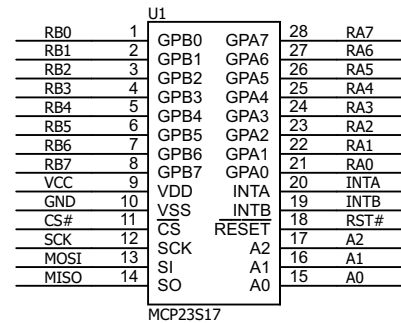 U1
RB0 1 GPB0 GPA7 28 RA7
RB1 2 GPB1 GPA6 27 RA6
RB2 3 GPB2 GPA5 26 RA5
RB3 4 GPB3 GPA4 25 RA4
RB4 5 GPB4 GPA3 24 RA3
RB5 6 GPB5 GPA2 23 RA2
RB6 7 GPB6 GPA1 22 RA1
RB7 8 GPB7 GPA0 21 RA0
VCC 9 VDD INTA 20 INTA
GND 10 VSS INTB 19 INTB
CS# 11 CS RESET 18 RST#
SCK 12 SCK A2 17 A2
MOSI 13 SI A1 16 A1
MISO 14 SO A0 15 A0
MCP23S17